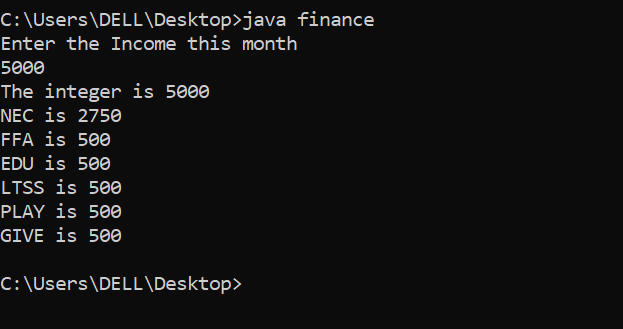 C:\Users\DELL\Desktop>java finance
Enter the Income this month
5000
The integer is 5000
NEC is 2750
FFA is 500
EDU is 500
LTSS is 500
PLAY is 500
GIVE is 500
C:\Users\DELL\Desktop>